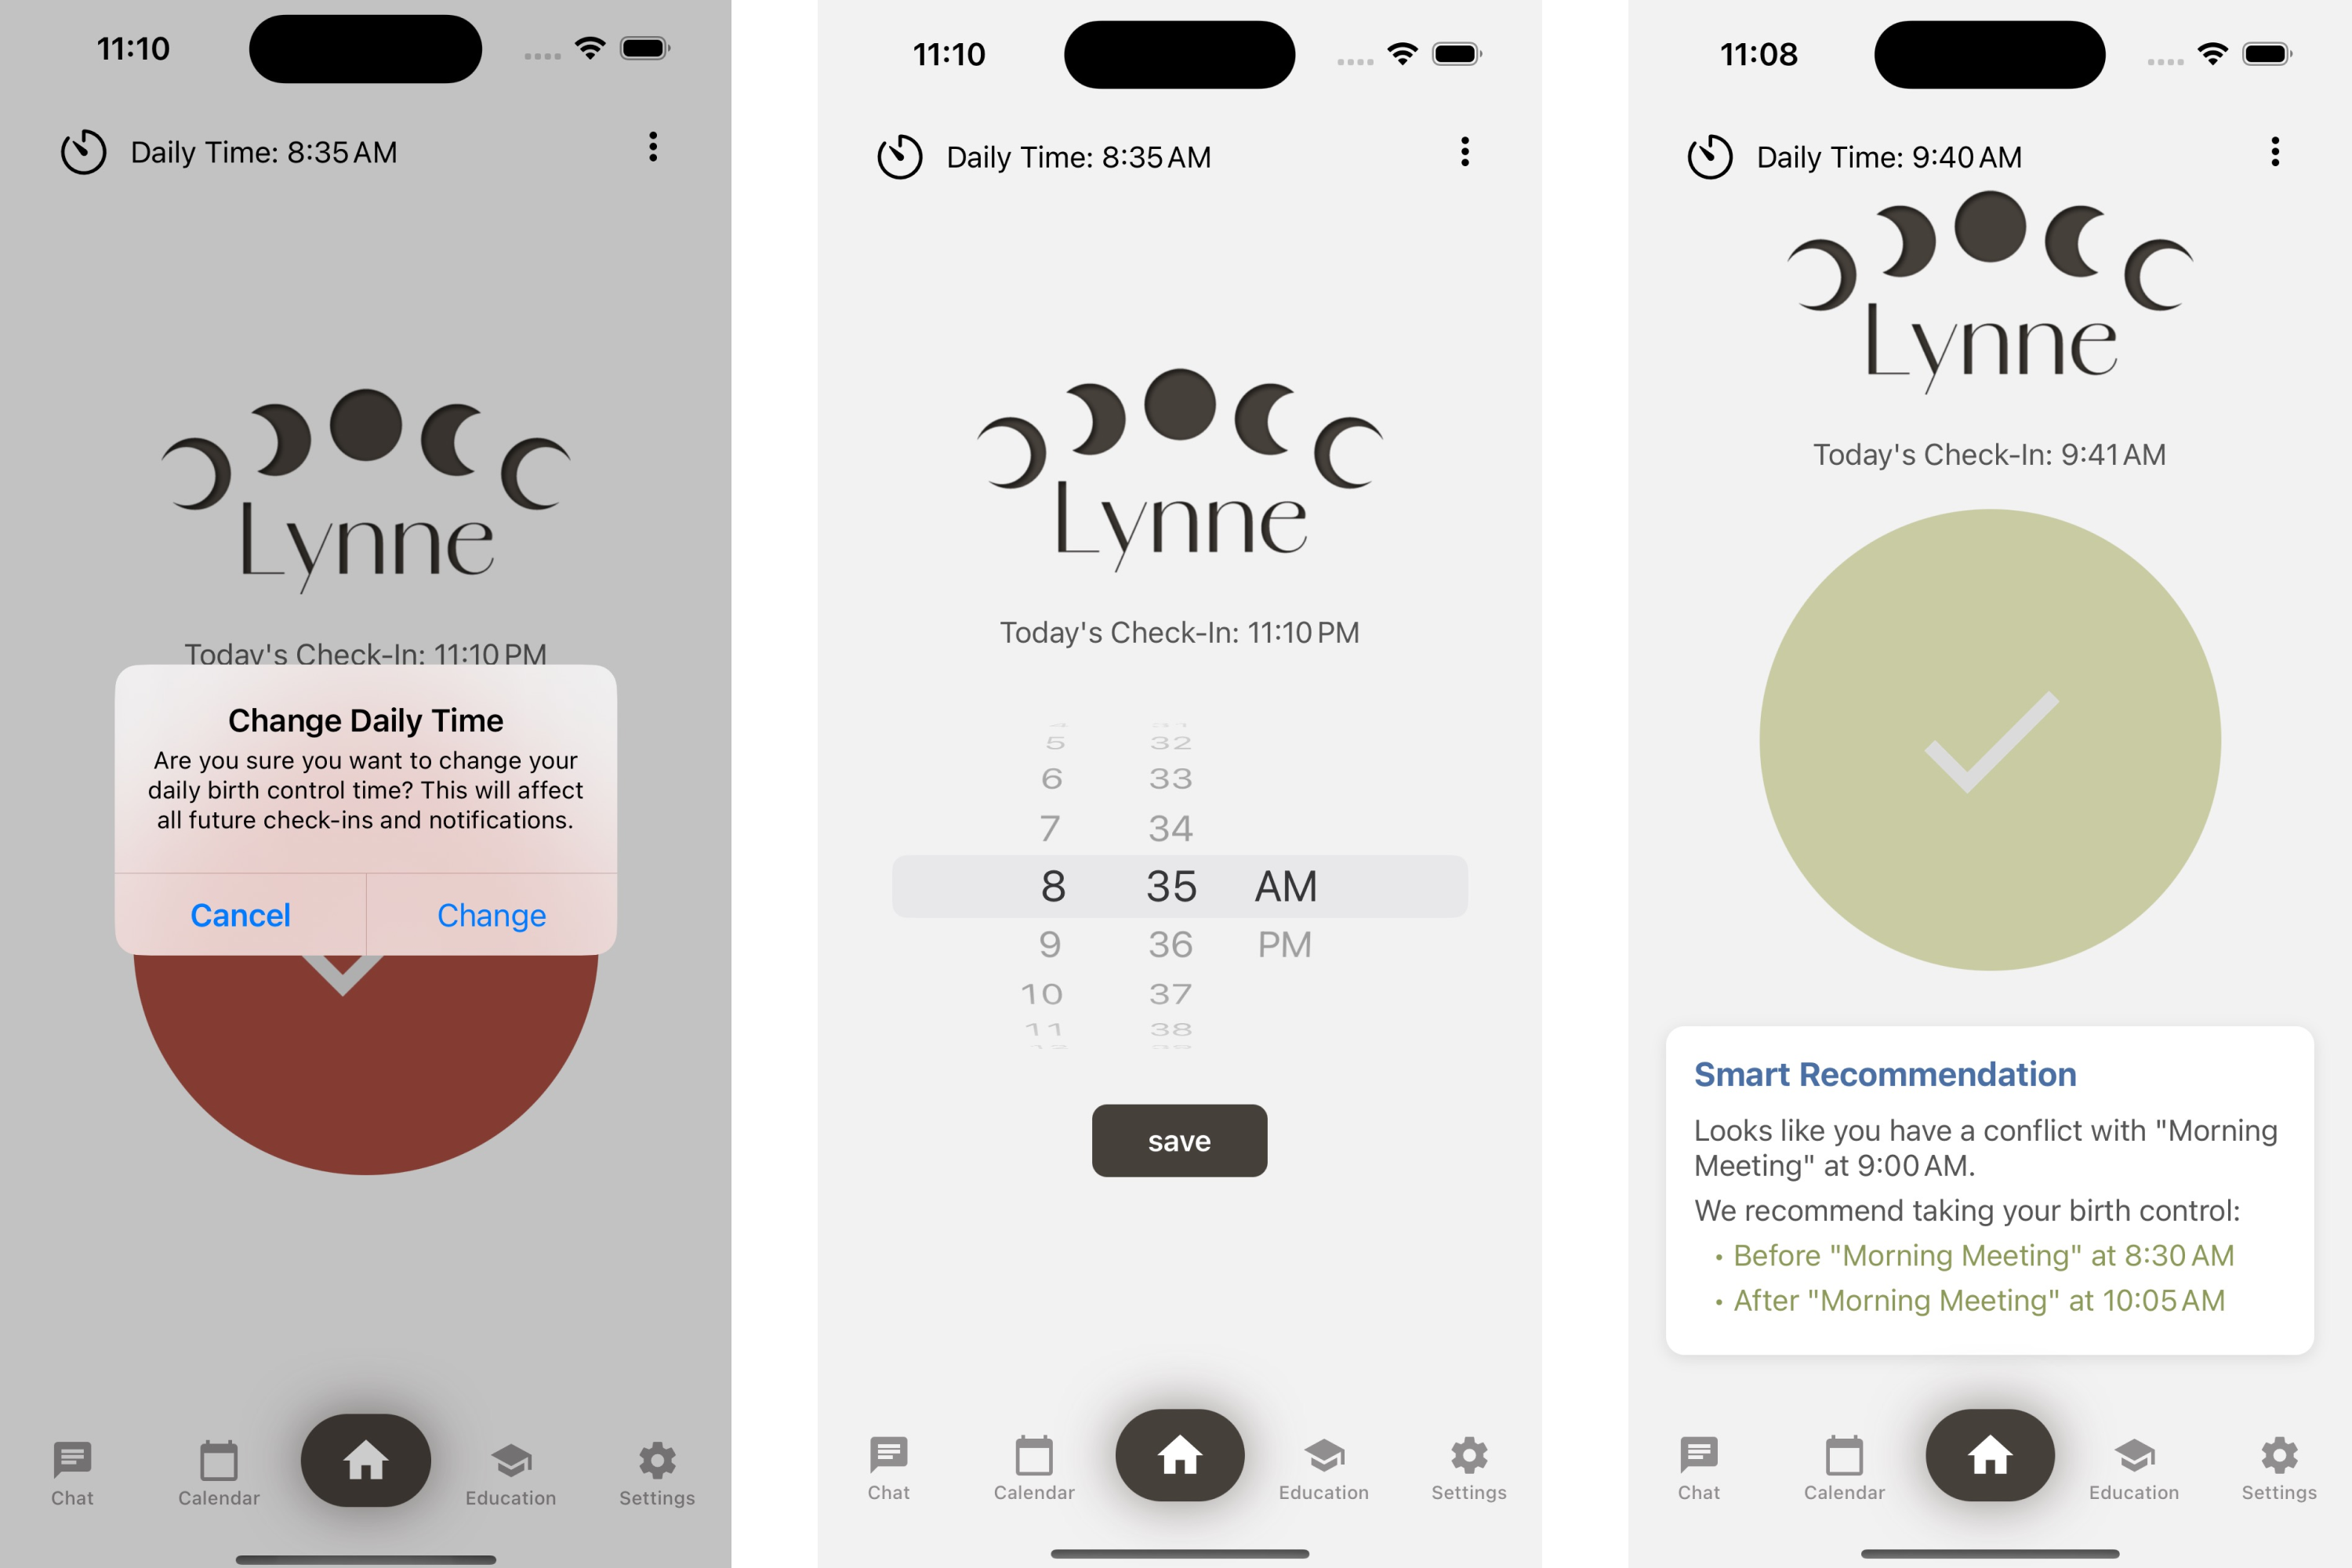 11:10
Daily Time: 8:35 AM
Lynne
Today's Check-In: 11:10 PM
Change Daily Time
Are you sure you want to change your
daily birth control time? This will affect
all future check-ins and notifications.
Cancel Change
Chat Calendar Education Settings
11:10
Daily Time: 8:35 AM
Lynne
Today's Check-In: 11:10 PM
4 31
5 32
6 33
7 34
8 35 AM
9 36 PM
10 37
11 38
12 39
save
Chat Calendar Education Settings
11:08
Daily Time: 9:40 AM
Lynne
Today's Check-In: 9:41 AM
Smart Recommendation
Looks like you have a conflict with "Morning
Meeting" at 9:00 AM.
We recommend taking your birth control:
• Before "Morning Meeting" at 8:30 AM
• After "Morning Meeting" at 10:05 AM
Chat Calendar Education Settings